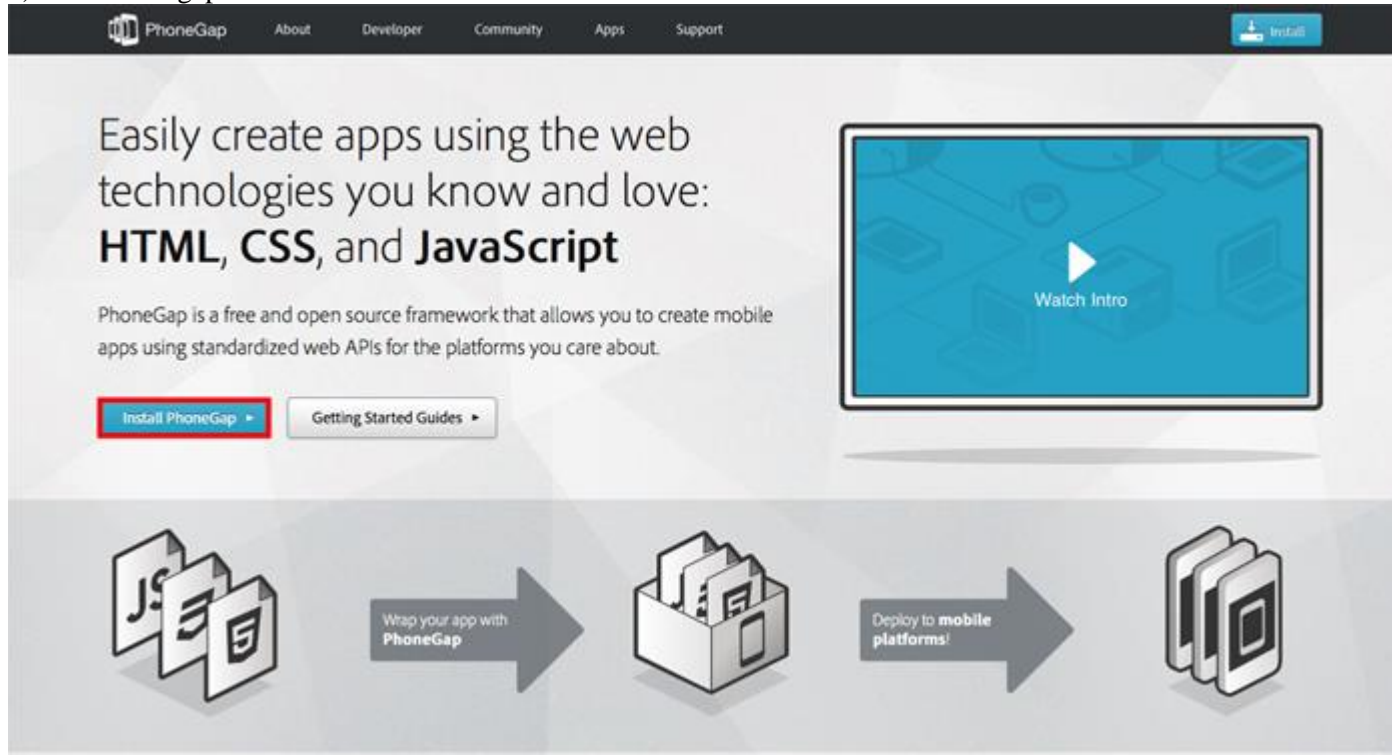 PhoneGap About Developer Community Apps Support Install
Easily create apps using the web
technologies you know and love:
HTML, CSS, and JavaScript
PhoneGap is a free and open source framework that allows you to create mobile
apps using standardized web APIs for the platforms you care about.
Install PhoneGap Getting Started Guides
Watch Intro
JS
Wrap your app with
PhoneGap
Deploy to mobile
platforms!